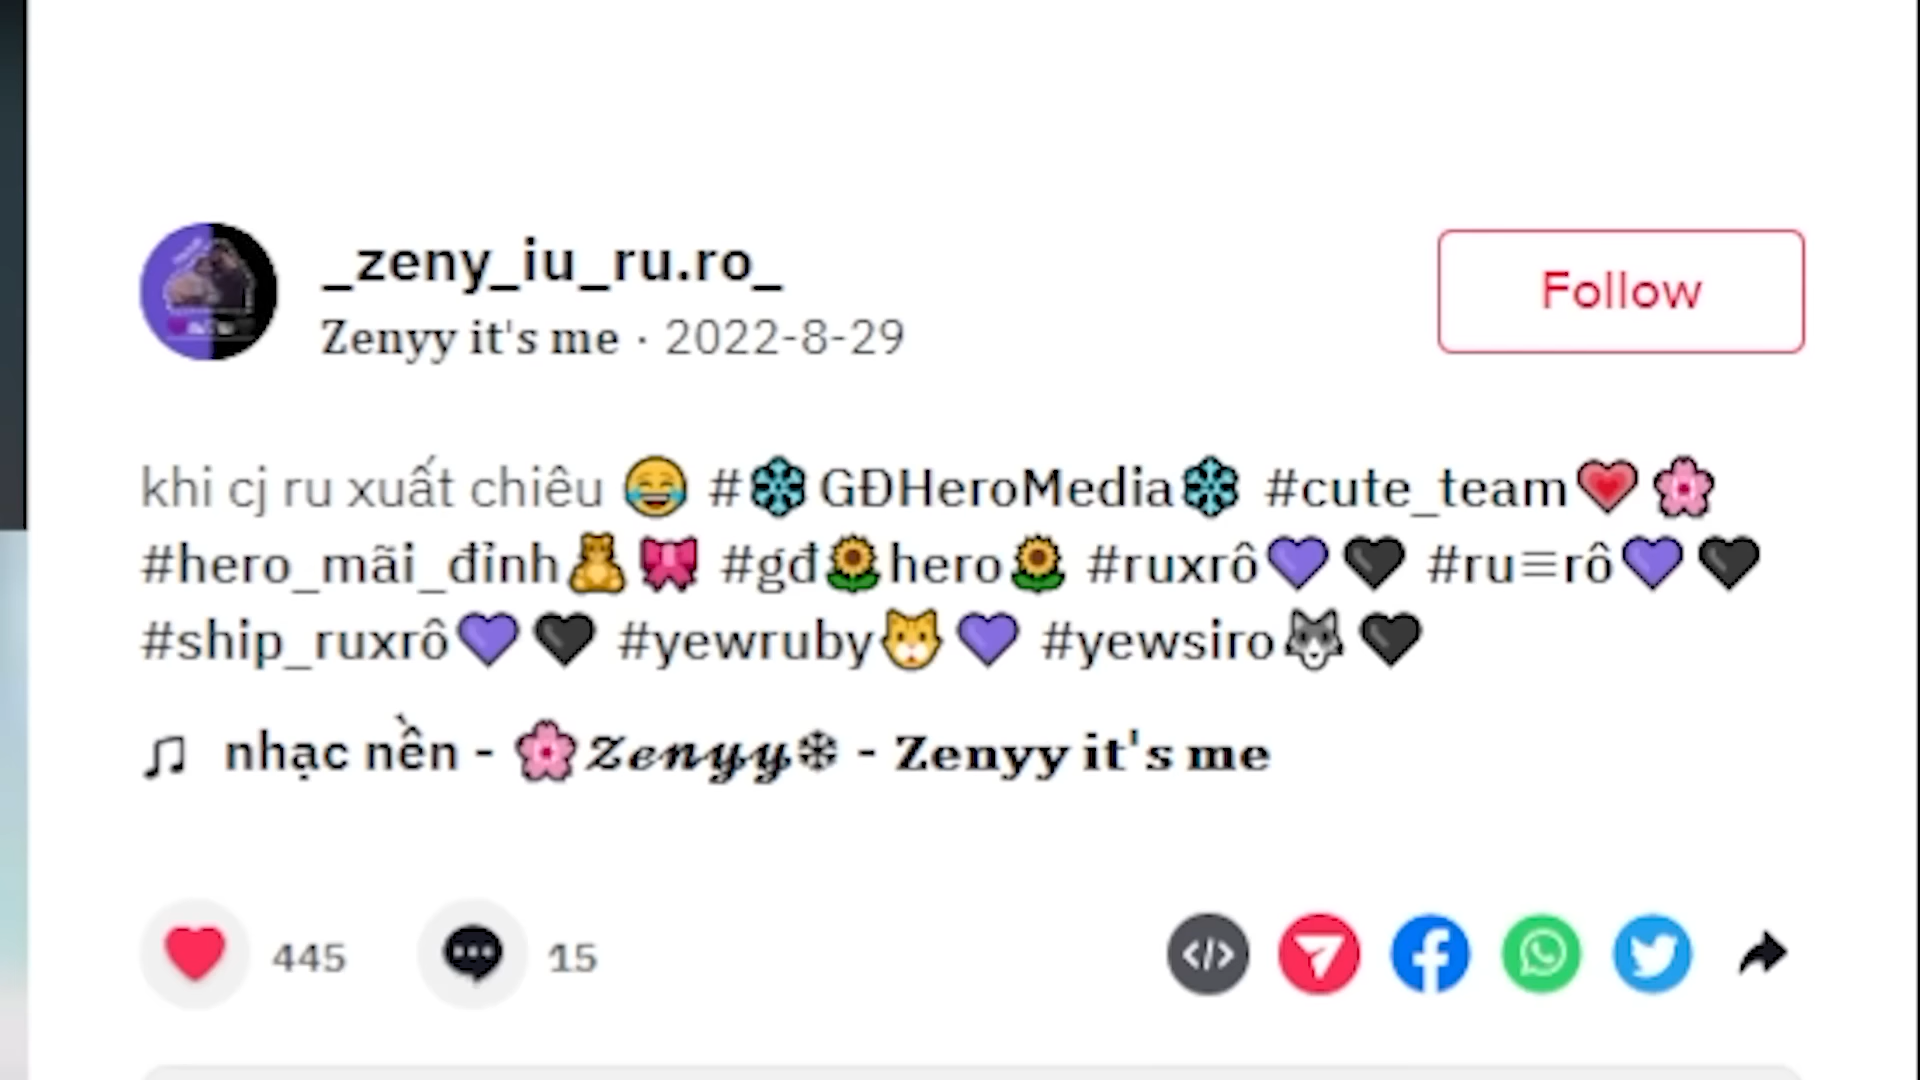 _zeny_iu_ru.ro_
Zenyy it's me · 2022-8-29
Follow
khi cj ru xuất chiêu 😂 #❄️GĐHeroMedia❄️ #cute_team❤️🌸
#hero_mãi_đỉnh🧸🎀 #gđ🌻hero🌻 #ruxrô💜🖤 #ru≡rô💜🖤
#ship_ruxrô💜🖤 #yewruby🐱💜 #yewsiro🐺🖤
♫ nhạc nền - 🌸𝓩𝓮𝓷𝔂𝔂❄ - Zenyy it's me
445
15